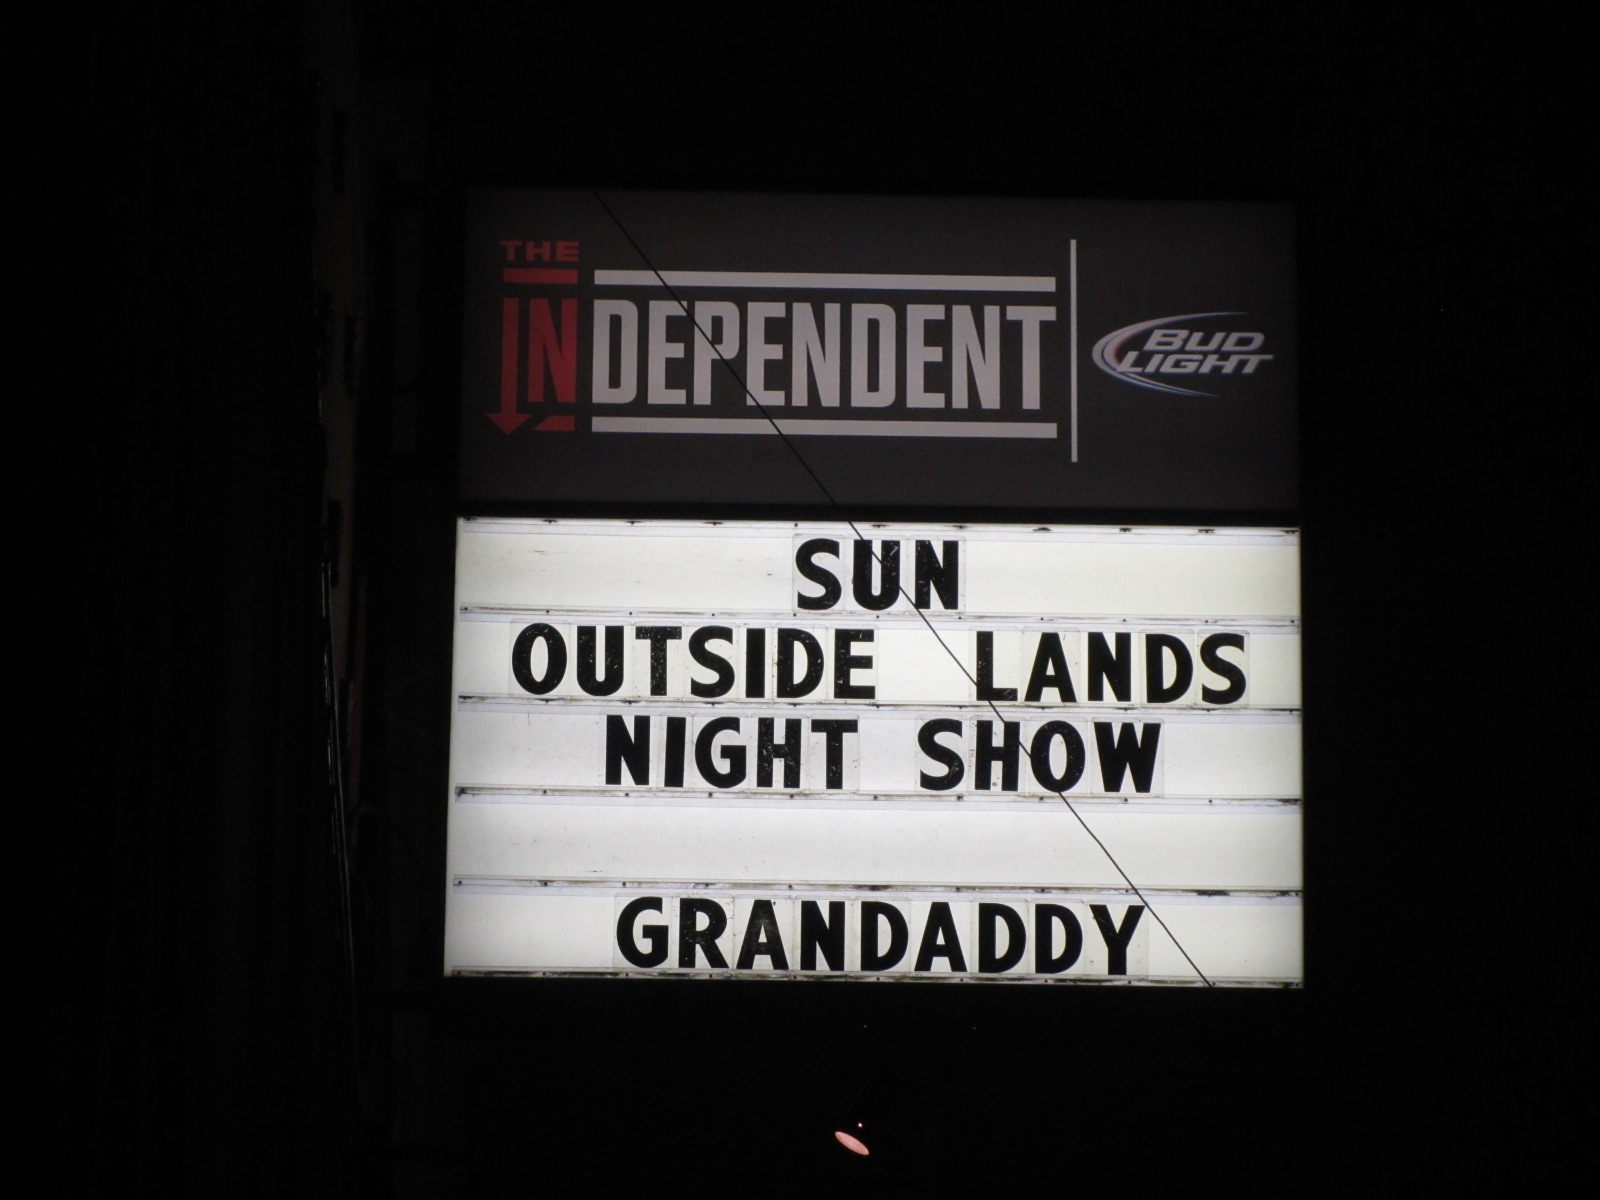 THE
INDEPENDENT
BUD
LIGHT
SUN
OUTSIDE LANDS
NIGHT SHOW
GRANDADDY